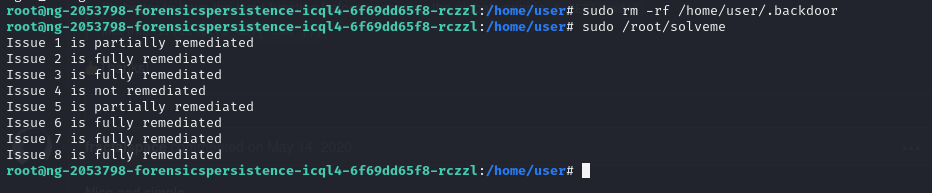 root@ng-2053798-forensicspersistence-icql4-6f69dd65f8-rczzl:/home/user# sudo rm -rf /home/user/.backdoor
root@ng-2053798-forensicspersistence-icql4-6f69dd65f8-rczzl:/home/user# sudo /root/solveme
Issue 1 is partially remediated
Issue 2 is fully remediated
Issue 3 is fully remediated
Issue 4 is not remediated
Issue 5 is partially remediated
Issue 6 is fully remediated
Issue 7 is fully remediated
on May 14, 2020
Issue 8 is fully remediated
root@ng-2053798-forensicspersistence-icql4-6f69dd65f8-rczzl:/home/user#